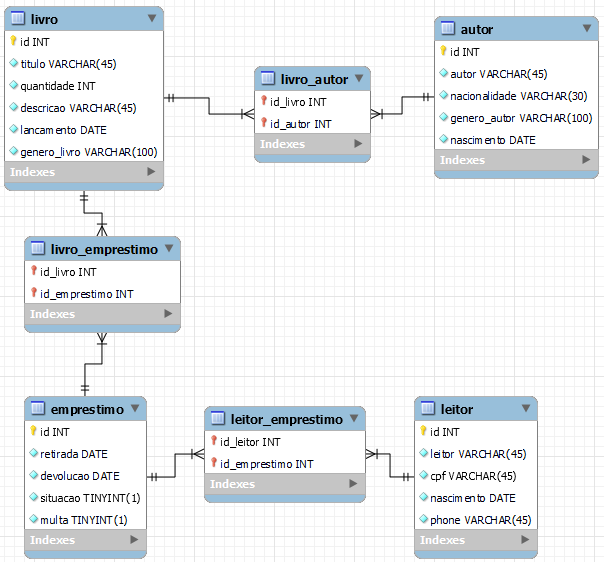 livro
id INT
titulo VARCHAR(45)
quantidade INT
descricao VARCHAR(45)
lancamento DATE
genero_livro VARCHAR(100)
Indexes
livro_autor
id_livro INT
id_autor INT
Indexes
autor
id INT
autor VARCHAR(45)
nacionalidade VARCHAR(30)
genero_autor VARCHAR(100)
nascimento DATE
Indexes
livro_emprestimo
id_livro INT
id_emprestimo INT
Indexes
emprestimo
id INT
retirada DATE
devolucao DATE
situacao TINYINT(1)
multa TINYINT(1)
Indexes
leitor_emprestimo
id_leitor INT
id_emprestimo INT
Indexes
leitor
id INT
leitor VARCHAR(45)
cpf VARCHAR(45)
nascimento DATE
phone VARCHAR(45)
Indexes